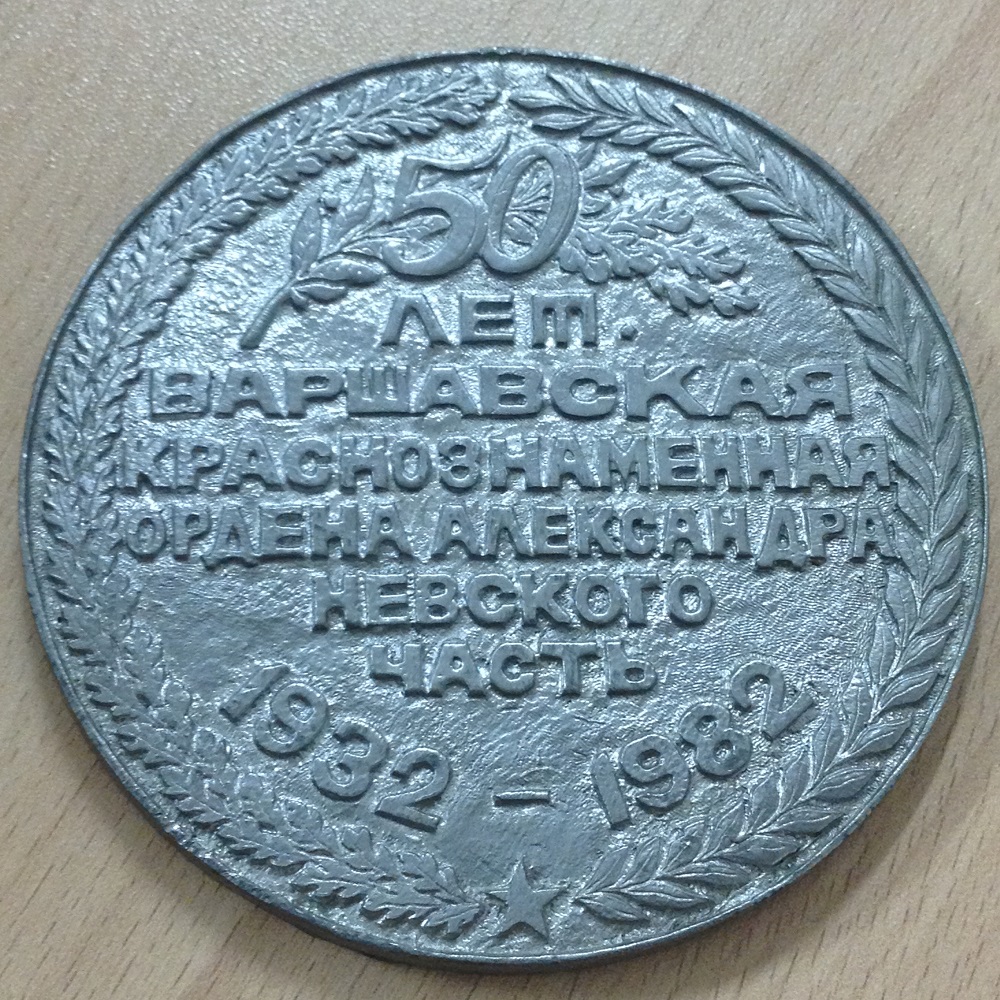 50
ЛЕТ.
ВАРШАВСКАЯ
КРАСНОЗНАМЕННАЯ
ОРДЕНА АЛЕКСАНДРА
НЕВСКОГО
ЧАСТЬ
1932 - 1982